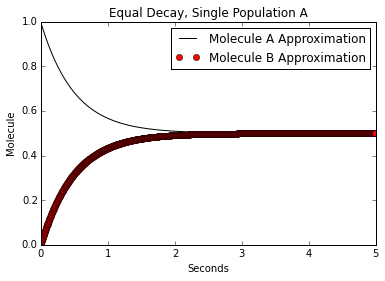 Equal Decay, Single Population A
1.0
Molecule A Approximation
Molecule B Approximation
0.8
0.6
Molecule
0.4
0.2
0.0
0 1 2 3 4 5
Seconds